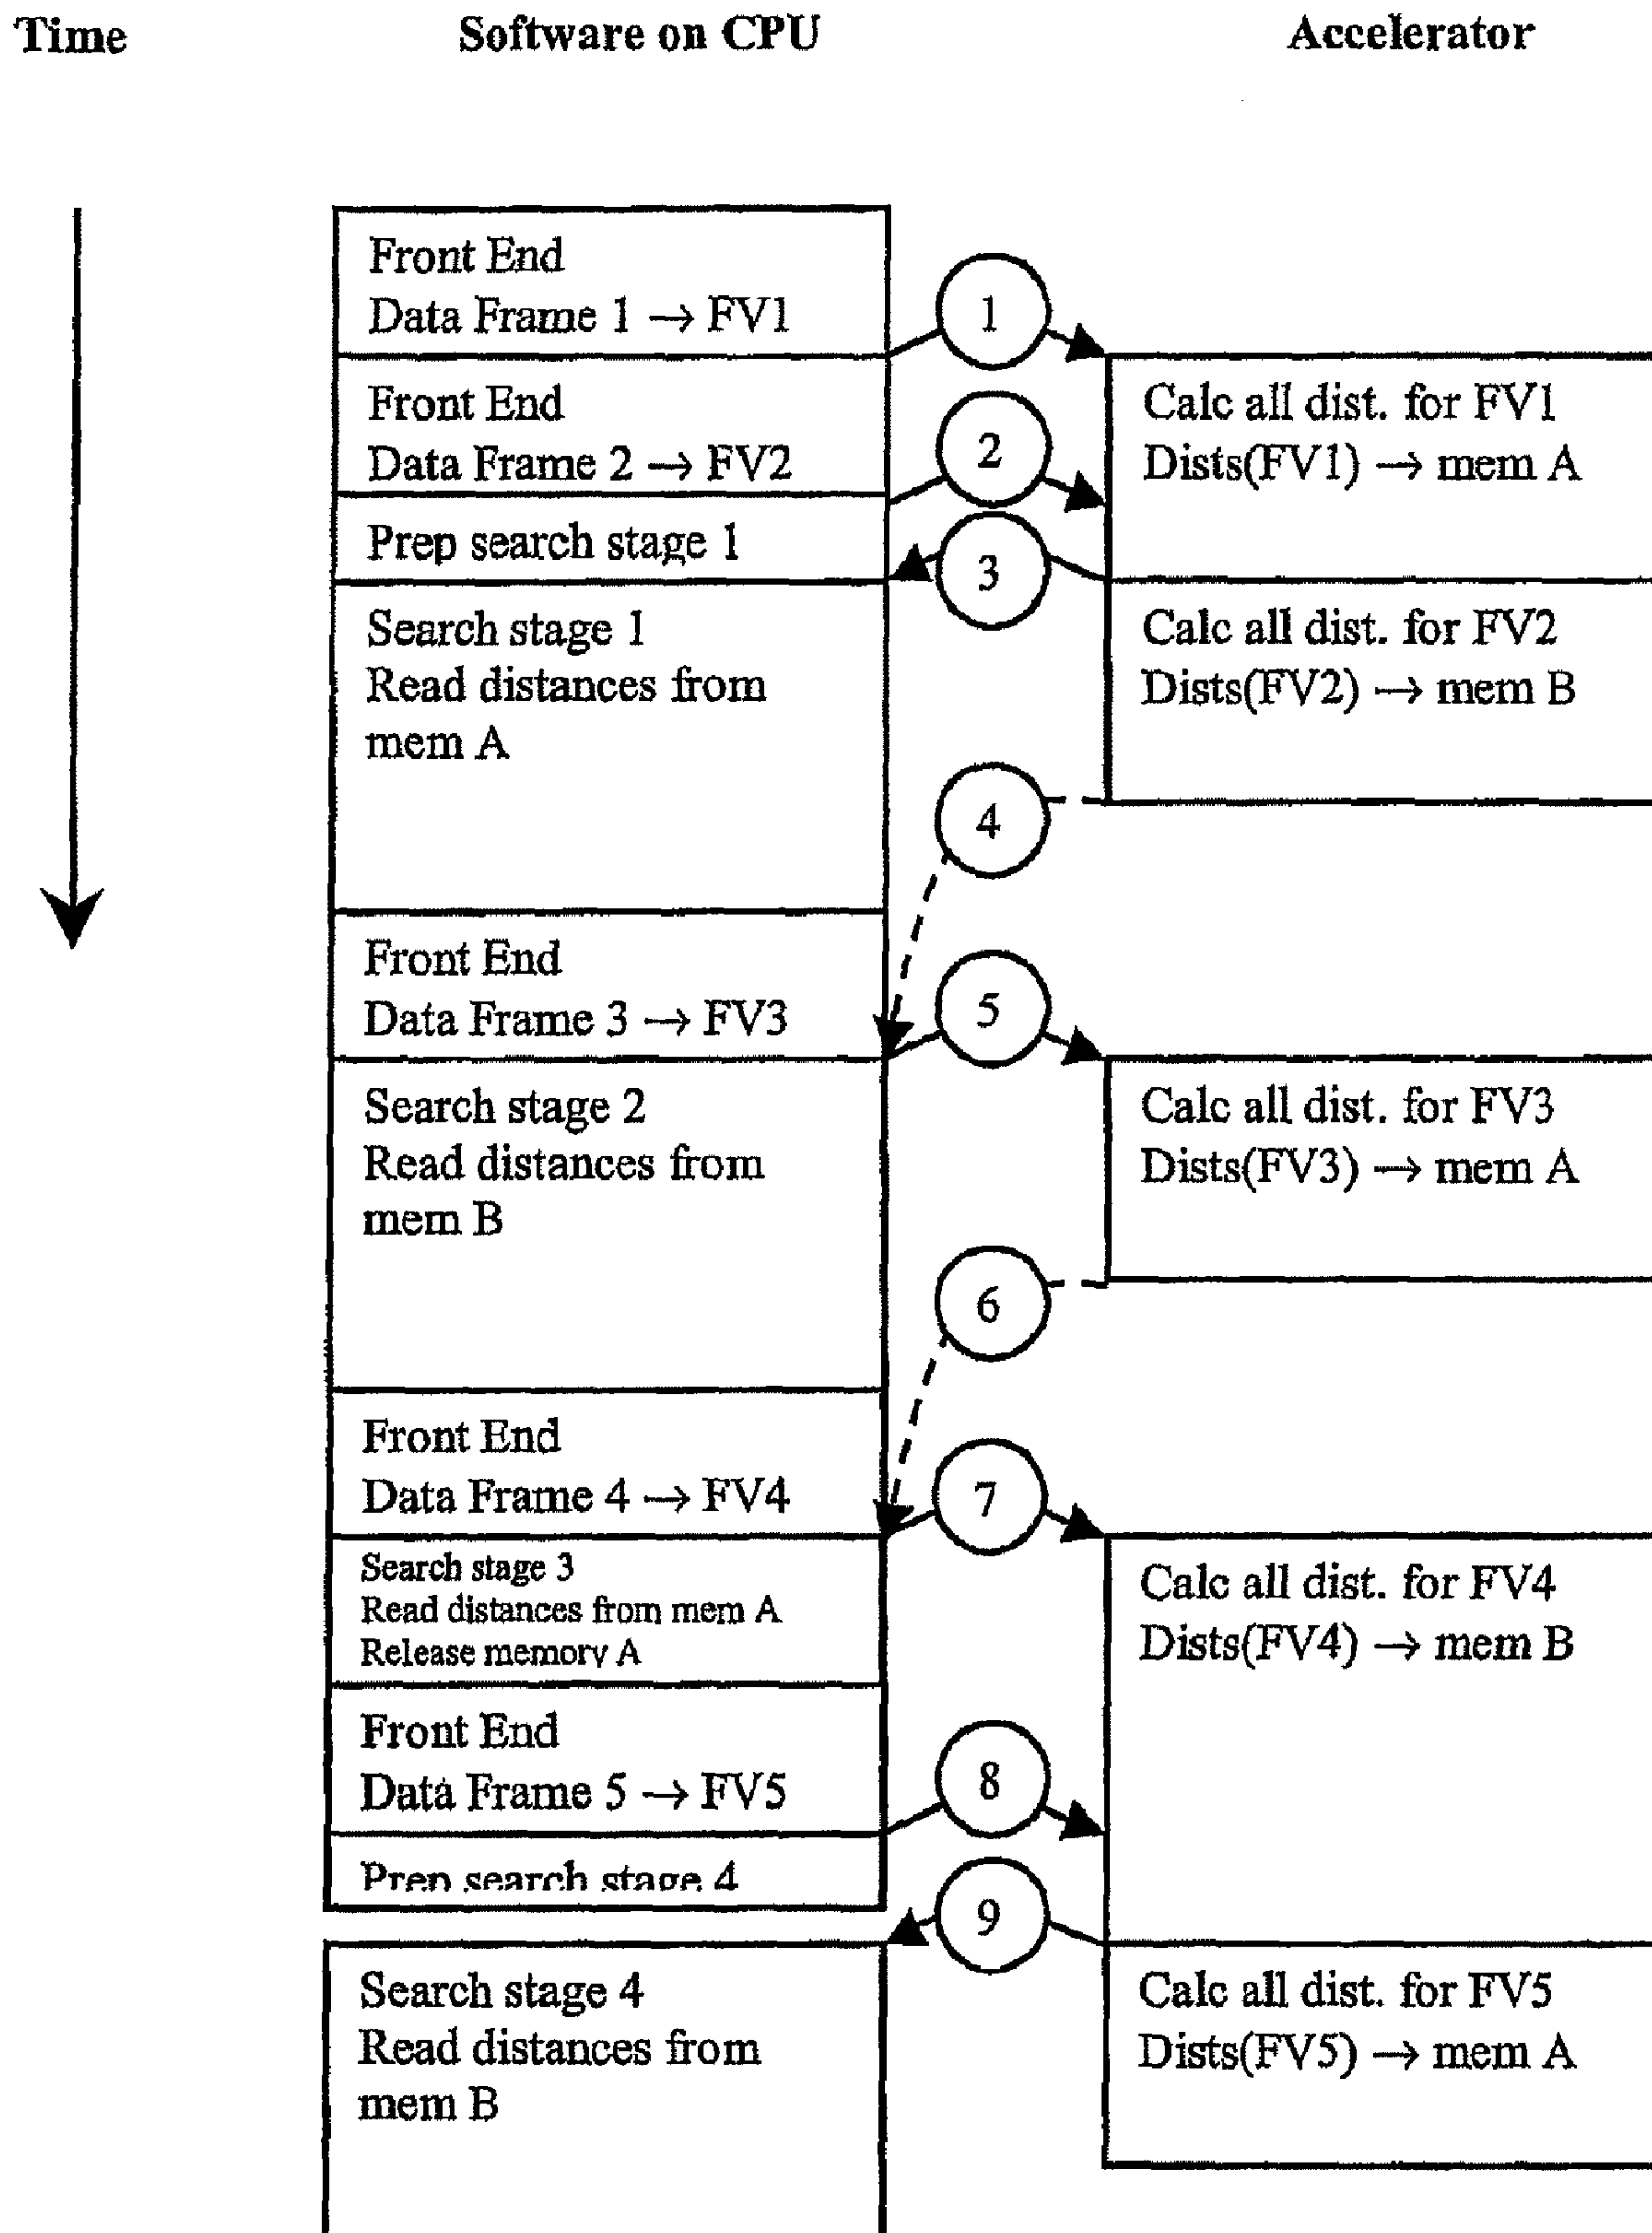 Time
Software on CPU
Accelerator
Front End
Data Frame 1 → FV1
1
Front End
Data Frame 2 → FV2
2
Calc all dist. for FV1
Dists(FV1) → mem A
Prep search stage 1
3
Search stage 1
Read distances from
mem A
Calc all dist. for FV2
Dists(FV2) → mem B
4
Front End
Data Frame 3 → FV3
5
Search stage 2
Read distances from
mem B
Calc all dist. for FV3
Dists(FV3) → mem A
6
Front End
Data Frame 4 → FV4
7
Search stage 3
Read distances from mem A
Release memory A
Calc all dist. for FV4
Dists(FV4) → mem B
Front End
Data Frame 5 → FV5
8
Prep search stage 4
9
Search stage 4
Read distances from
mem B
Calc all dist. for FV5
Dists(FV5) → mem A